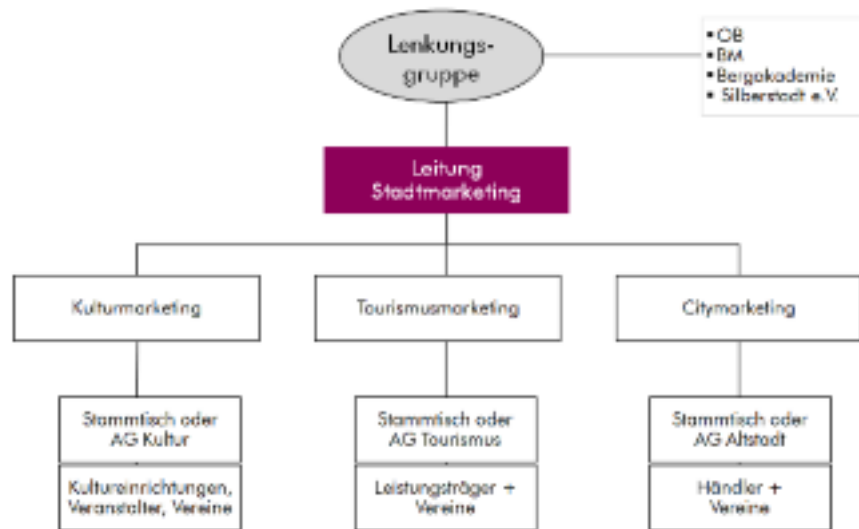 Lenkungs-
gruppe
▪ OB
▪ BM
▪ Bergakademie
▪ Silberstadt e.V.
Leitung
Stadtmarketing
Kulturmarketing
Tourismusmarketing
Citymarketing
Stammtisch oder
AG Kultur
Stammtisch oder
AG Tourismus
Stammtisch oder
AG Altstadt
Kultureinrichtungen,
Veranstalter, Vereine
Leistungsträger +
Vereine
Händler +
Vereine